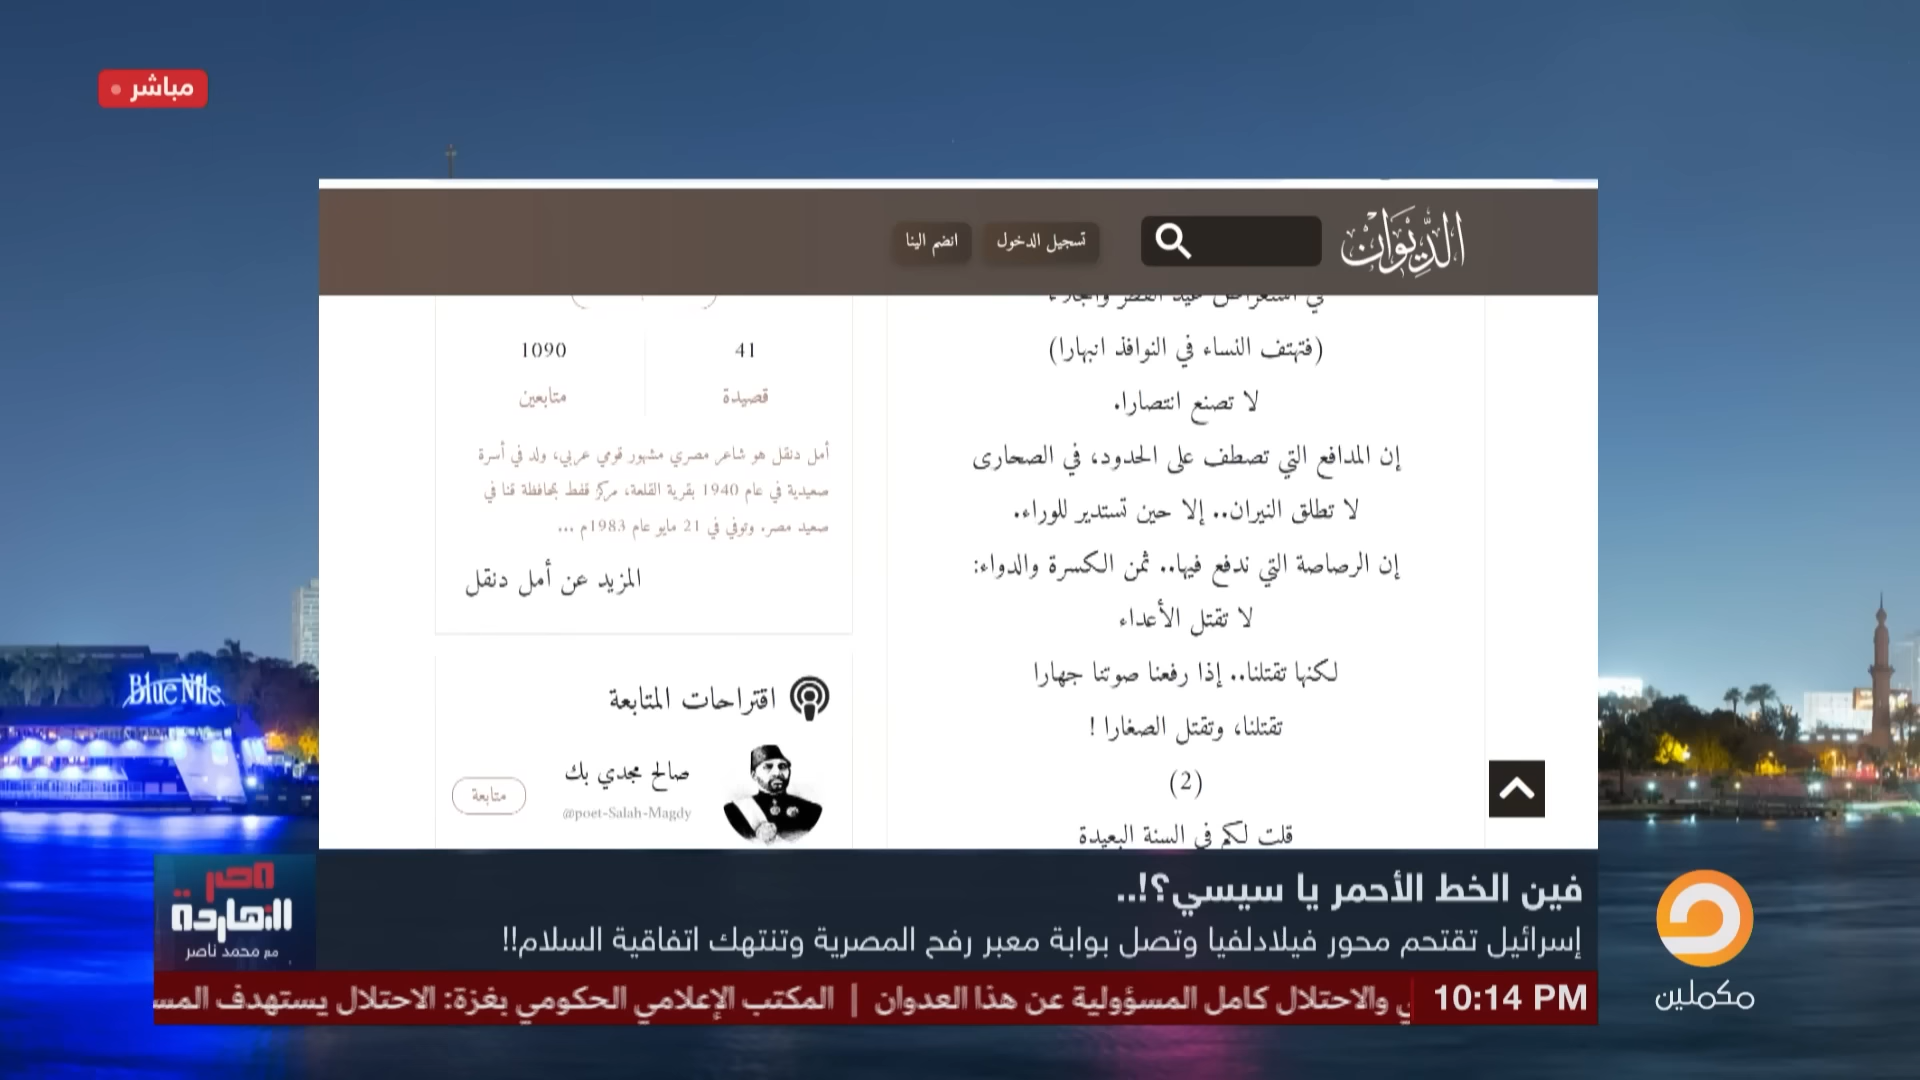 مباشر
الديوان
تسجيل الدخول
انضم الينا
في استعراض عيد الفطر والجلاء
(فتهتف النساء في النوافذ انبهارا)
لا تصنع انتصارا.
إن المدافع التي تصطف على الحدود، في الصحارى
لا تطلق النيران.. إلا حين تستدير للوراء.
إن الرصاصة التي ندفع فيها.. ثمن الكسرة والدواء:
لا تقتل الأعداء
لكنها تقتلنا.. إذا رفعنا صوتنا جهارا
تقتلنا، وتقتل الصغارا !
(2)
قلت لكم في السنة البعيدة
41
قصيدة
1090
متابعين
أمل دنقل هو شاعر مصري مشهور قومي عربي، ولد في أسرة
صعيدية في عام 1940 بقرية القلعة، مركز قفط بمحافظة قنا في
صعيد مصر. وتوفي في 21 مايو عام 1983م ...
المزيد عن أمل دنقل
اقتراحات المتابعة
صالح مجدي بك
@poet-Salah-Magdy
متابعة
Blue Nile
مصر
النهاردة
مع محمد ناصر
فين الخط الأحمر يا سيسي؟!..
إسرائيل تقتحم محور فيلادلفيا وتصل بوابة معبر رفح المصرية وتنتهك اتفاقية السلام!!
10:14 PM
والاحتلال كامل المسؤولية عن هذا العدوان | المكتب الإعلامي الحكومي بغزة: الاحتلال يستهدف المس
مكملين